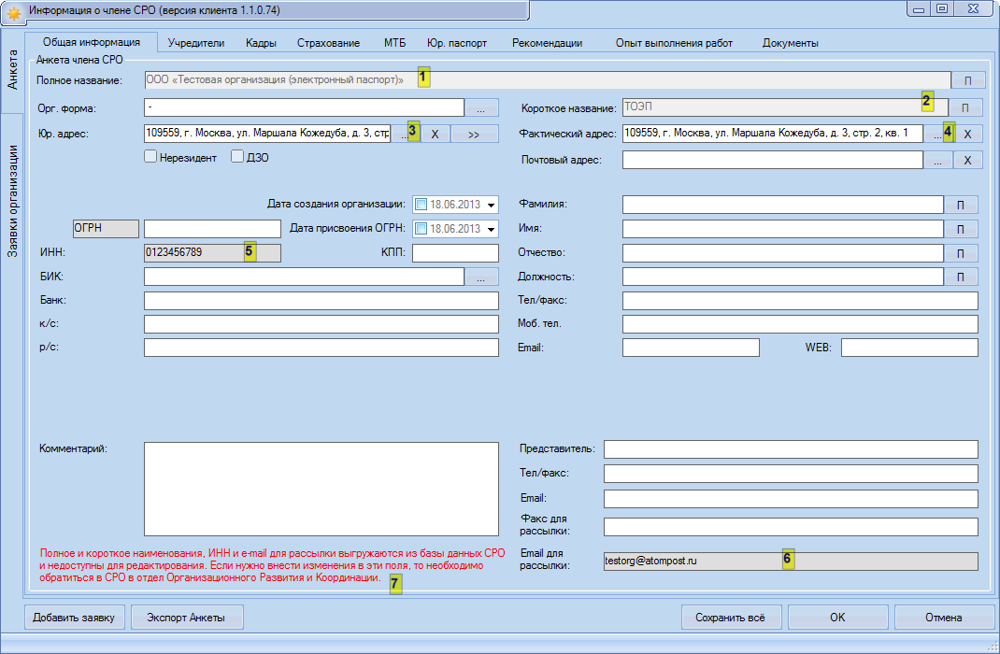 Информация о члене СРО (версия клиента 1.1.0.74)
Общая информация Учредители Кадры Страхование МТБ Юр. паспорт Рекомендации Опыт выполнения работ Документы
Анкета
Заявки организации
Анкета члена СРО
Полное название: ООО «Тестовая организация (электронный паспорт)» 1 П
Орг. форма: - ... Короткое название: ТОЭП 2 П
Юр. адрес: 109559, г. Москва, ул. Маршала Кожедуба, д. 3, стр ... 3 X >> Фактический адрес: 109559, г. Москва, ул. Маршала Кожедуба, д. 3, стр. 2, кв. 1 ... 4 X
Нерезидент ДЗО Почтовый адрес: ... X
Дата создания организации: 18.06.2013 Фамилия: П
ОГРН Дата присвоения ОГРН: 18.06.2013 Имя: П
ИНН: 0123456789 5 КПП: Отчество: П
БИК: ... Должность: П
Банк: Тел/факс:
к/с: Моб. тел.
р/с: Email: WEB:
Комментарий: Представитель:
Тел/факс:
Email:
Факс для
рассылки:
Email для
рассылки: testorg@atompost.ru 6
Полное и короткое наименования, ИНН и e-mail для рассылки выгружаются из базы данных СРО
и недоступны для редактирования. Если нужно внести изменения в эти поля, то необходимо
обратиться в СРО в отдел Организационного Развития и Координации. 7
Добавить заявку Экспорт Анкеты Сохранить всё OK Отмена